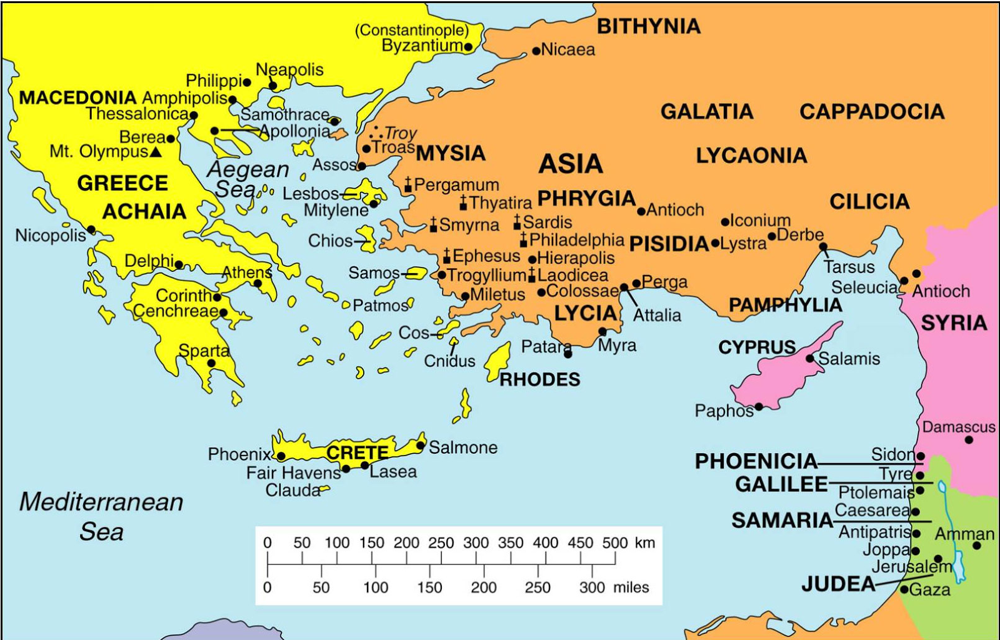 (Constantinople)
Byzantium
BITHYNIA
Nicaea
Neapolis
Philippi
MACEDONIA
Amphipolis
Thessalonica
Samothrace
Apollonia
Berea
Mt. Olympus
GALATIA
CAPPADOCIA
Troy
Troas
MYSIA
ASIA
LYCAONIA
Aegean
Sea
Assos
GREECE
ACHAIA
Lesbos
Mitylene
Pergamum
Thyatira
PHRYGIA
Antioch
CILICIA
Smyrna
Sardis
Iconium
Nicopolis
Chios
Philadelphia
PISIDIA
Lystra
Derbe
Delphi
Athens
Ephesus
Hierapolis
Tarsus
Samos
Trogyllium
Laodicea
Perga
Seleucia
Antioch
Corinth
Cenchreae
Patmos
Miletus
Colossae
LYCIA
Attalia
PAMPHYLIA
SYRIA
Cos
Cnidus
Patara
Myra
CYPRUS
Salamis
Sparta
RHODES
Paphos
Damascus
Phoenix
CRETE
Salmone
Fair Havens
Lasea
Clauda
PHOENICIA
Sidon
Tyre
GALILEE
Ptolemais
Caesarea
SAMARIA
Antipatris
Amman
Joppa
Jerusalem
JUDEA
Gaza
Mediterranean
Sea
0 50 100 150 200 250 300 350 400 450 500 km
0 50 100 150 200 250 300 miles